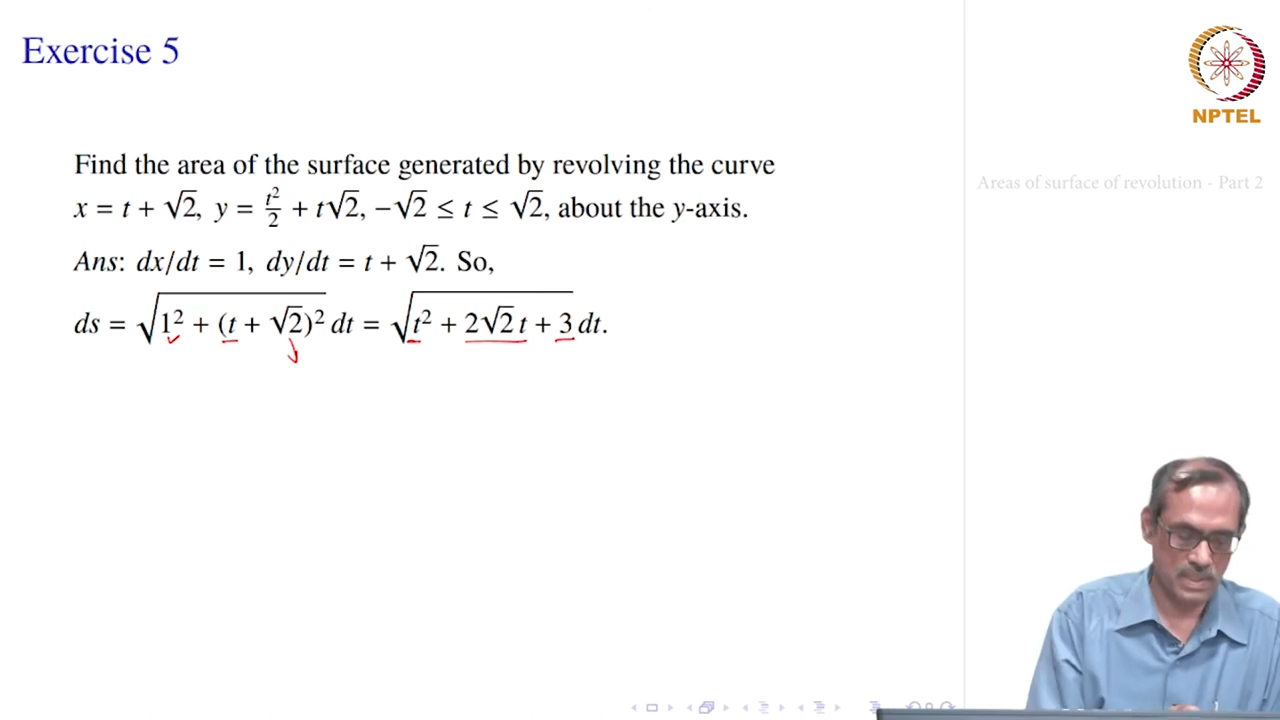 Exercise 5
NPTEL
Find the area of the surface generated by revolving the curve
x = t + √2, y = t²/2 + t√2, −√2 ≤ t ≤ √2, about the y-axis.
Areas of surface of revolution - Part 2
Ans: dx/dt = 1, dy/dt = t + √2. So,
ds = √(1² + (t + √2)²) dt = √(t² + 2√2 t + 3) dt.